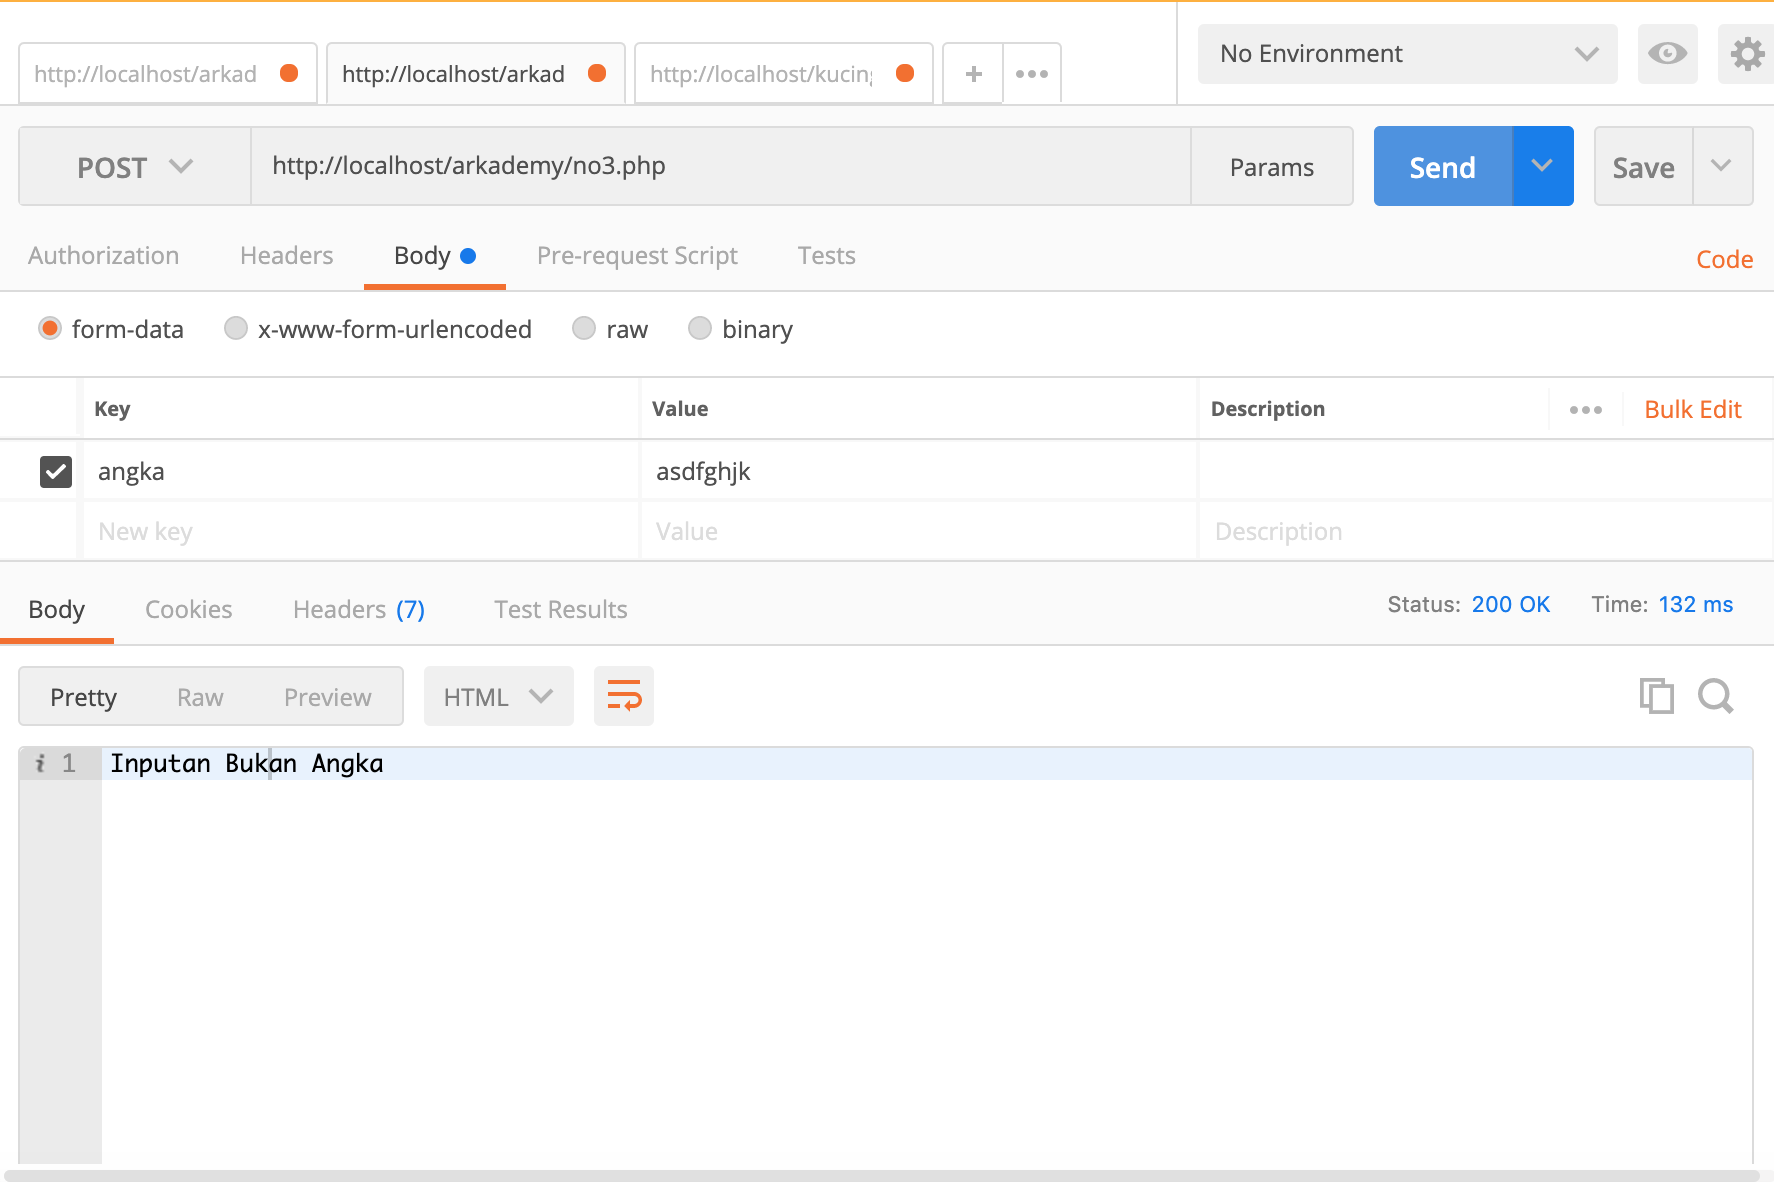 http://localhost/arkad http://localhost/arkad http://localhost/kucing No Environment
POST http://localhost/arkademy/no3.php Params Send Save
Authorization Headers Body Pre-request Script Tests Code
form-data x-www-form-urlencoded raw binary
Key Value Description Bulk Edit
angka asdfghjk
New key Value Description
Body Cookies Headers (7) Test Results Status: 200 OK Time: 132 ms
Pretty Raw Preview HTML
i 1 Inputan Bukan Angka